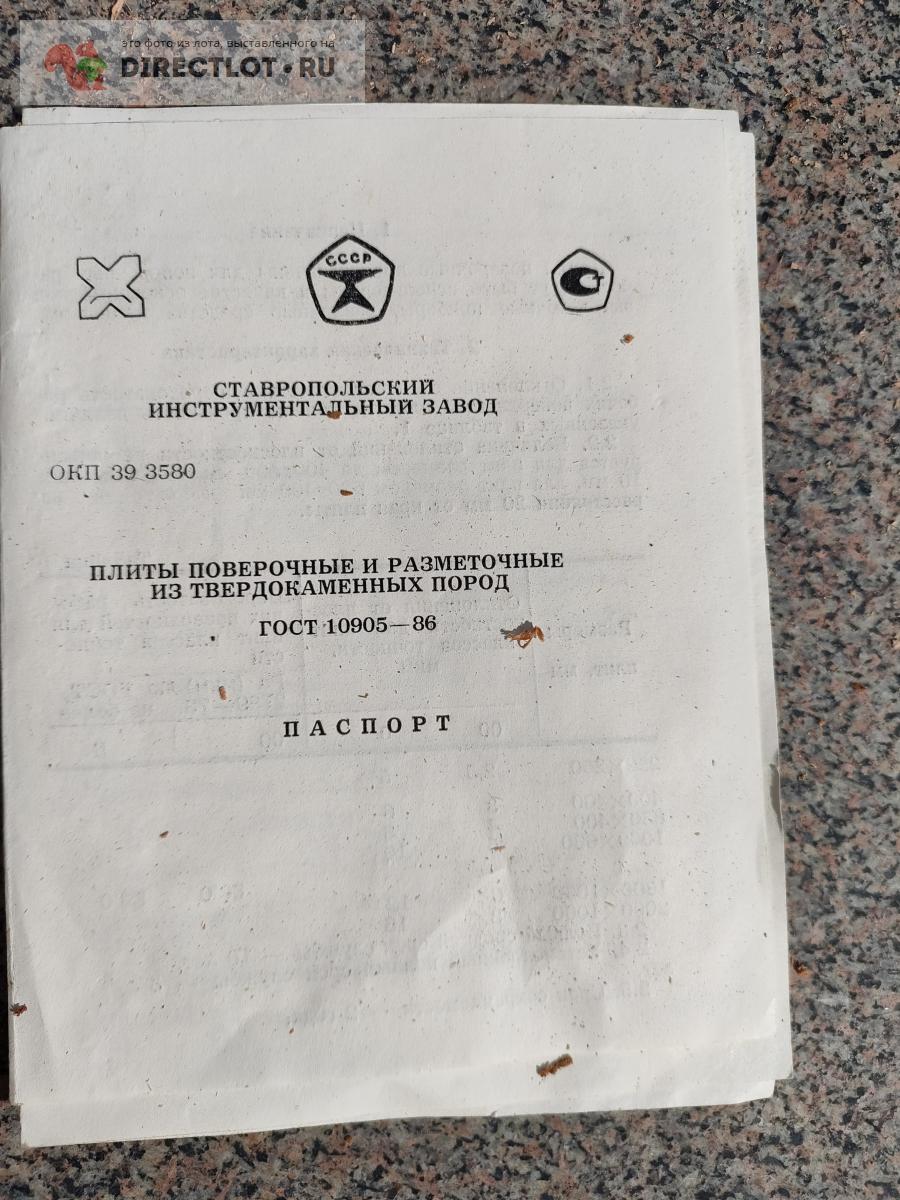 это фото из лота, выставленного на
DIRECTLOT.RU
СССР
СТАВРОПОЛЬСКИЙ
ИНСТРУМЕНТАЛЬНЫЙ ЗАВОД
ОКП 39 3580
ПЛИТЫ ПОВЕРОЧНЫЕ И РАЗМЕТОЧНЫЕ
ИЗ ТВЕРДОКАМЕННЫХ ПОРОД
ГОСТ 10905—86
ПАСПОРТ